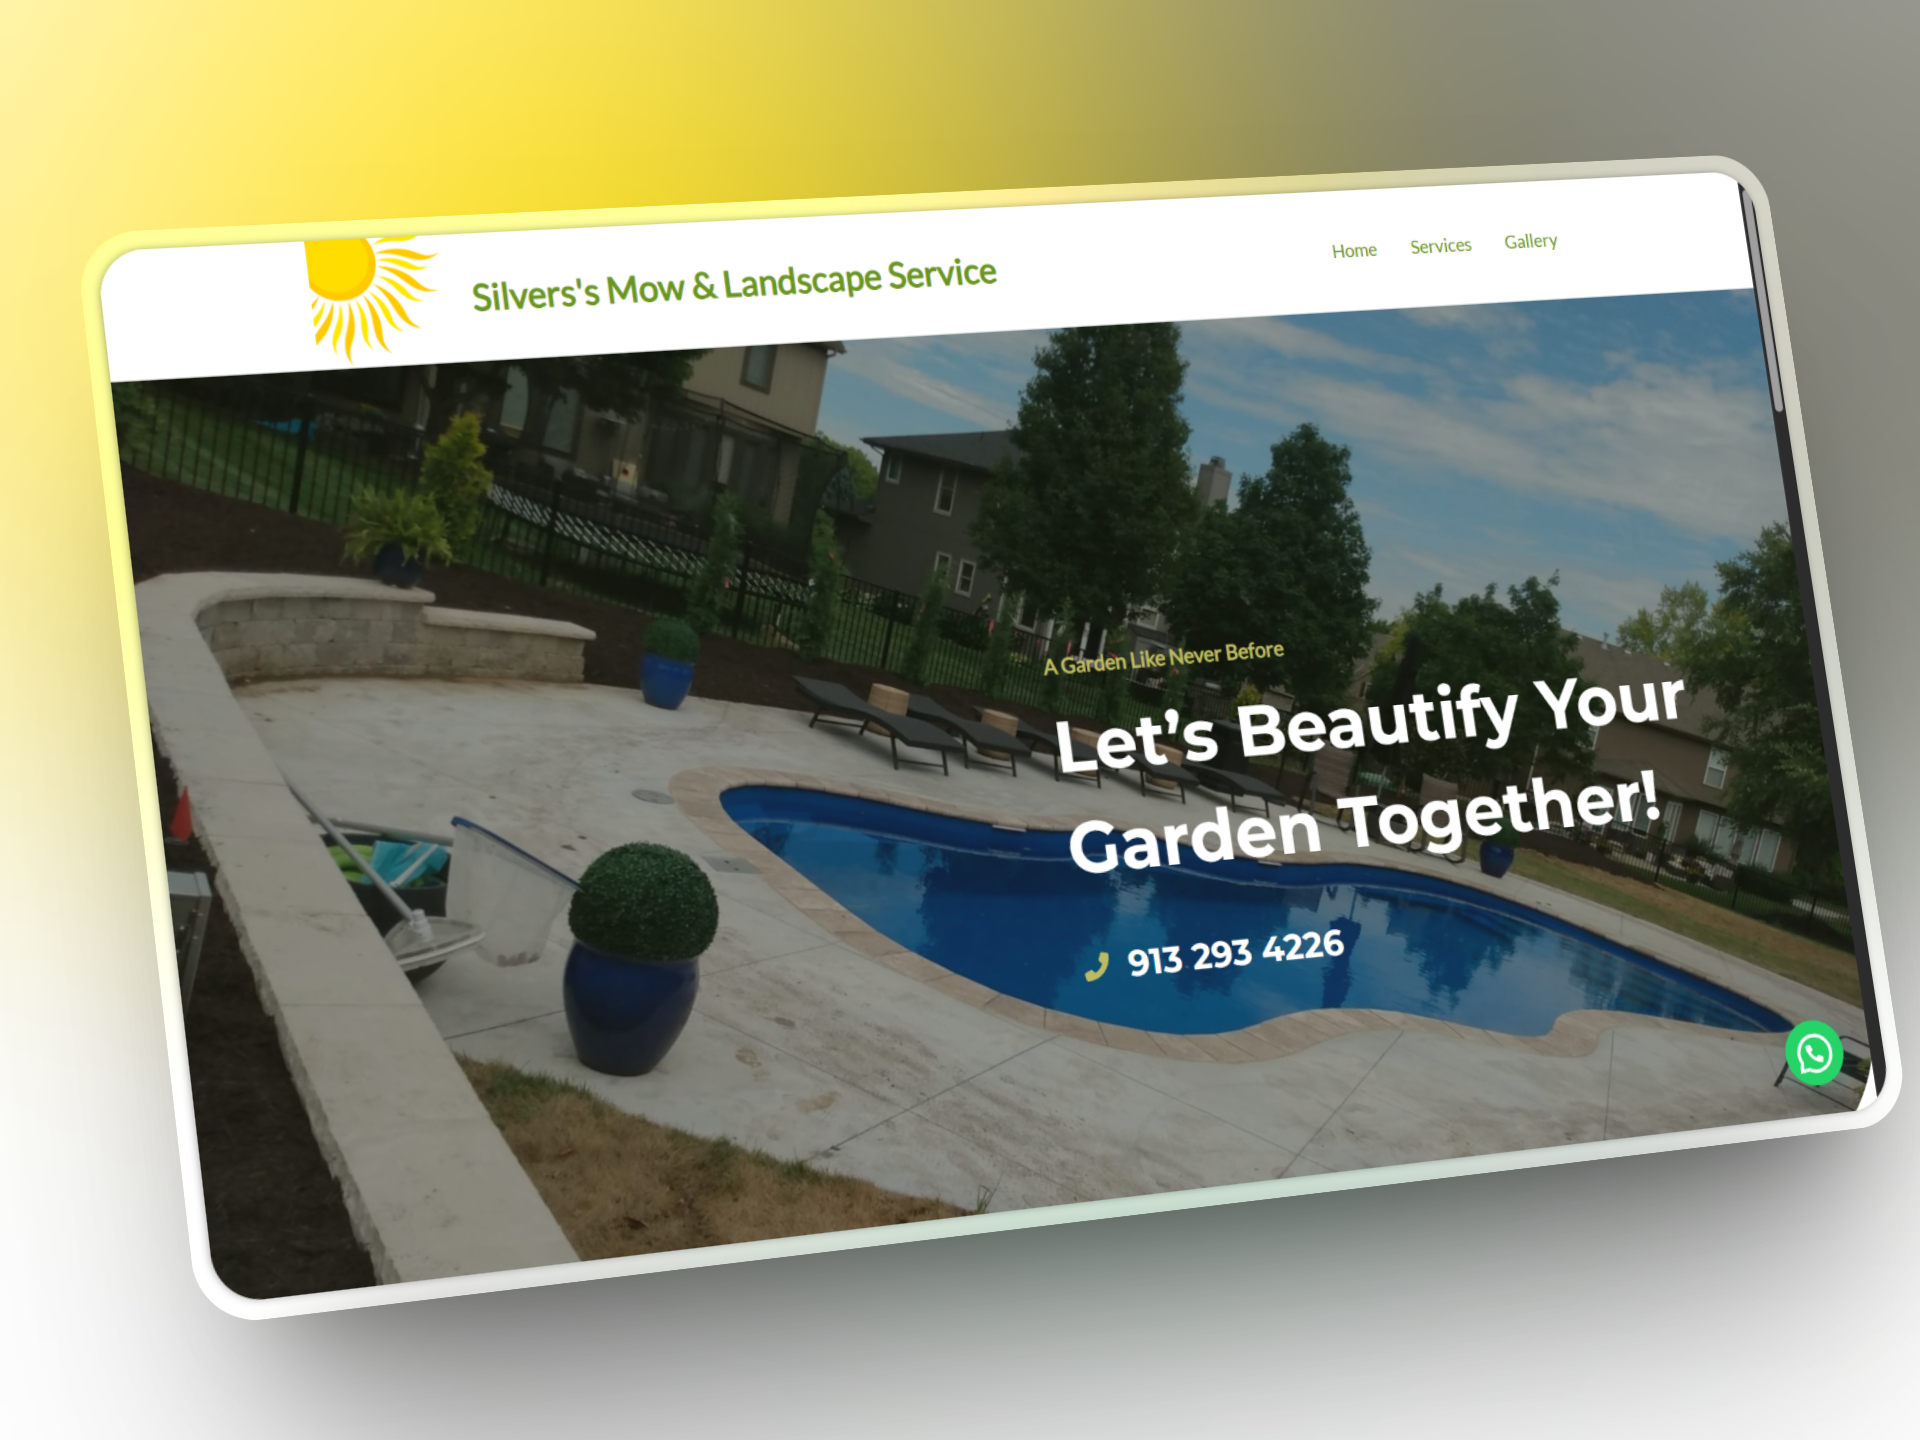 Silvers's Mow & Landscape Service
Home Services Gallery
A Garden Like Never Before
Let's Beautify Your
Garden Together!
913 293 4226